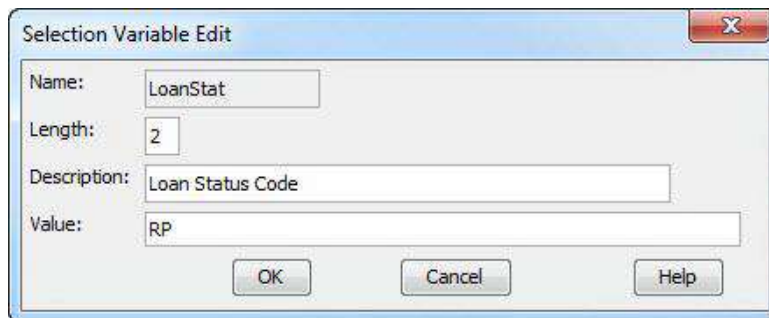 Selection Variable Edit
Name: LoanStat
Length: 2
Description: Loan Status Code
Value: RP
OK Cancel Help